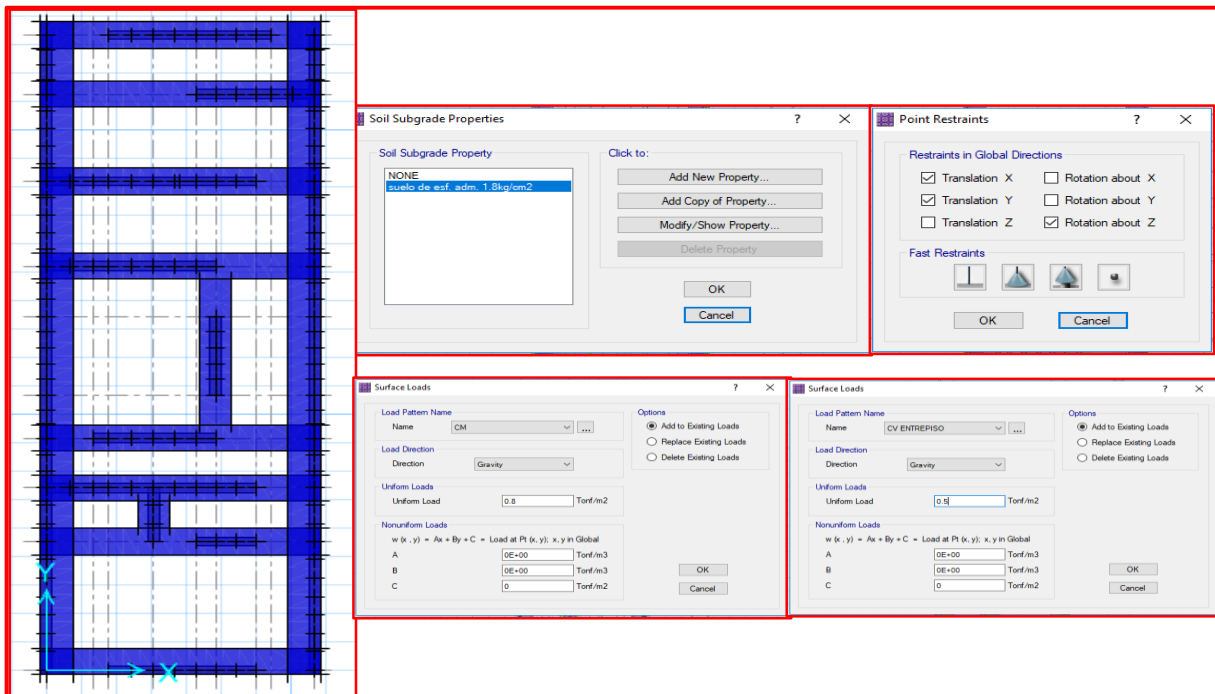 Y
X
Soil Subgrade Properties
?
Soil Subgrade Property
NONE
suelo de esf. adm. 1.8kg/cm2
Click to:
Add New Property...
Add Copy of Property...
Modify/Show Property...
Delete Property
OK
Cancel
Point Restraints
?
Restraints in Global Directions
Translation X
Rotation about X
Translation Y
Rotation about Y
Translation Z
Rotation about Z
Fast Restraints
OK
Cancel
Surface Loads
?
Load Pattern Name
Name
CM
...
Load Direction
Direction
Gravity
Uniform Loads
Uniform Load
0.8
Tonf/m2
Nonuniform Loads
w (x , y) = Ax + By + C = Load at Pt (x, y); x, y in Global
A
0E+00
Tonf/m3
B
0E+00
Tonf/m3
C
0
Tonf/m2
Options
Add to Existing Loads
Replace Existing Loads
Delete Existing Loads
OK
Cancel
Surface Loads
?
Load Pattern Name
Name
CV ENTREPISO
...
Load Direction
Direction
Gravity
Uniform Loads
Uniform Load
0.5
Tonf/m2
Nonuniform Loads
w (x , y) = Ax + By + C = Load at Pt (x, y); x, y in Global
A
0E+00
Tonf/m3
B
0E+00
Tonf/m3
C
0
Tonf/m2
Options
Add to Existing Loads
Replace Existing Loads
Delete Existing Loads
OK
Cancel